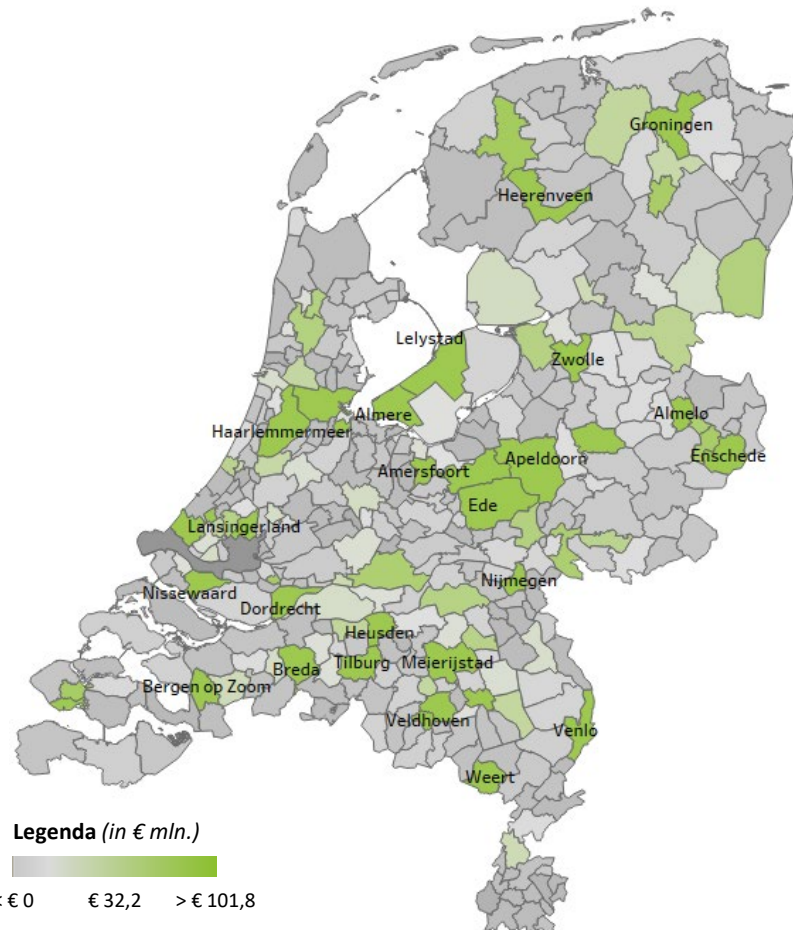 Groningen
Heerenveen
Lelystad
Zwolle
Almere
Almelo
Haarlemmermeer
Amersfoort
Apeldoorn
Enschede
Ede
Lansingerland
Nijmegen
Nissewaard
Dordrecht
Heusden
Breda
Tilburg
Meierijstad
Bergen op Zoom
Veldhoven
Venlo
Weert
Legenda (in € mln.)
< € 0 € 32,2 > € 101,8